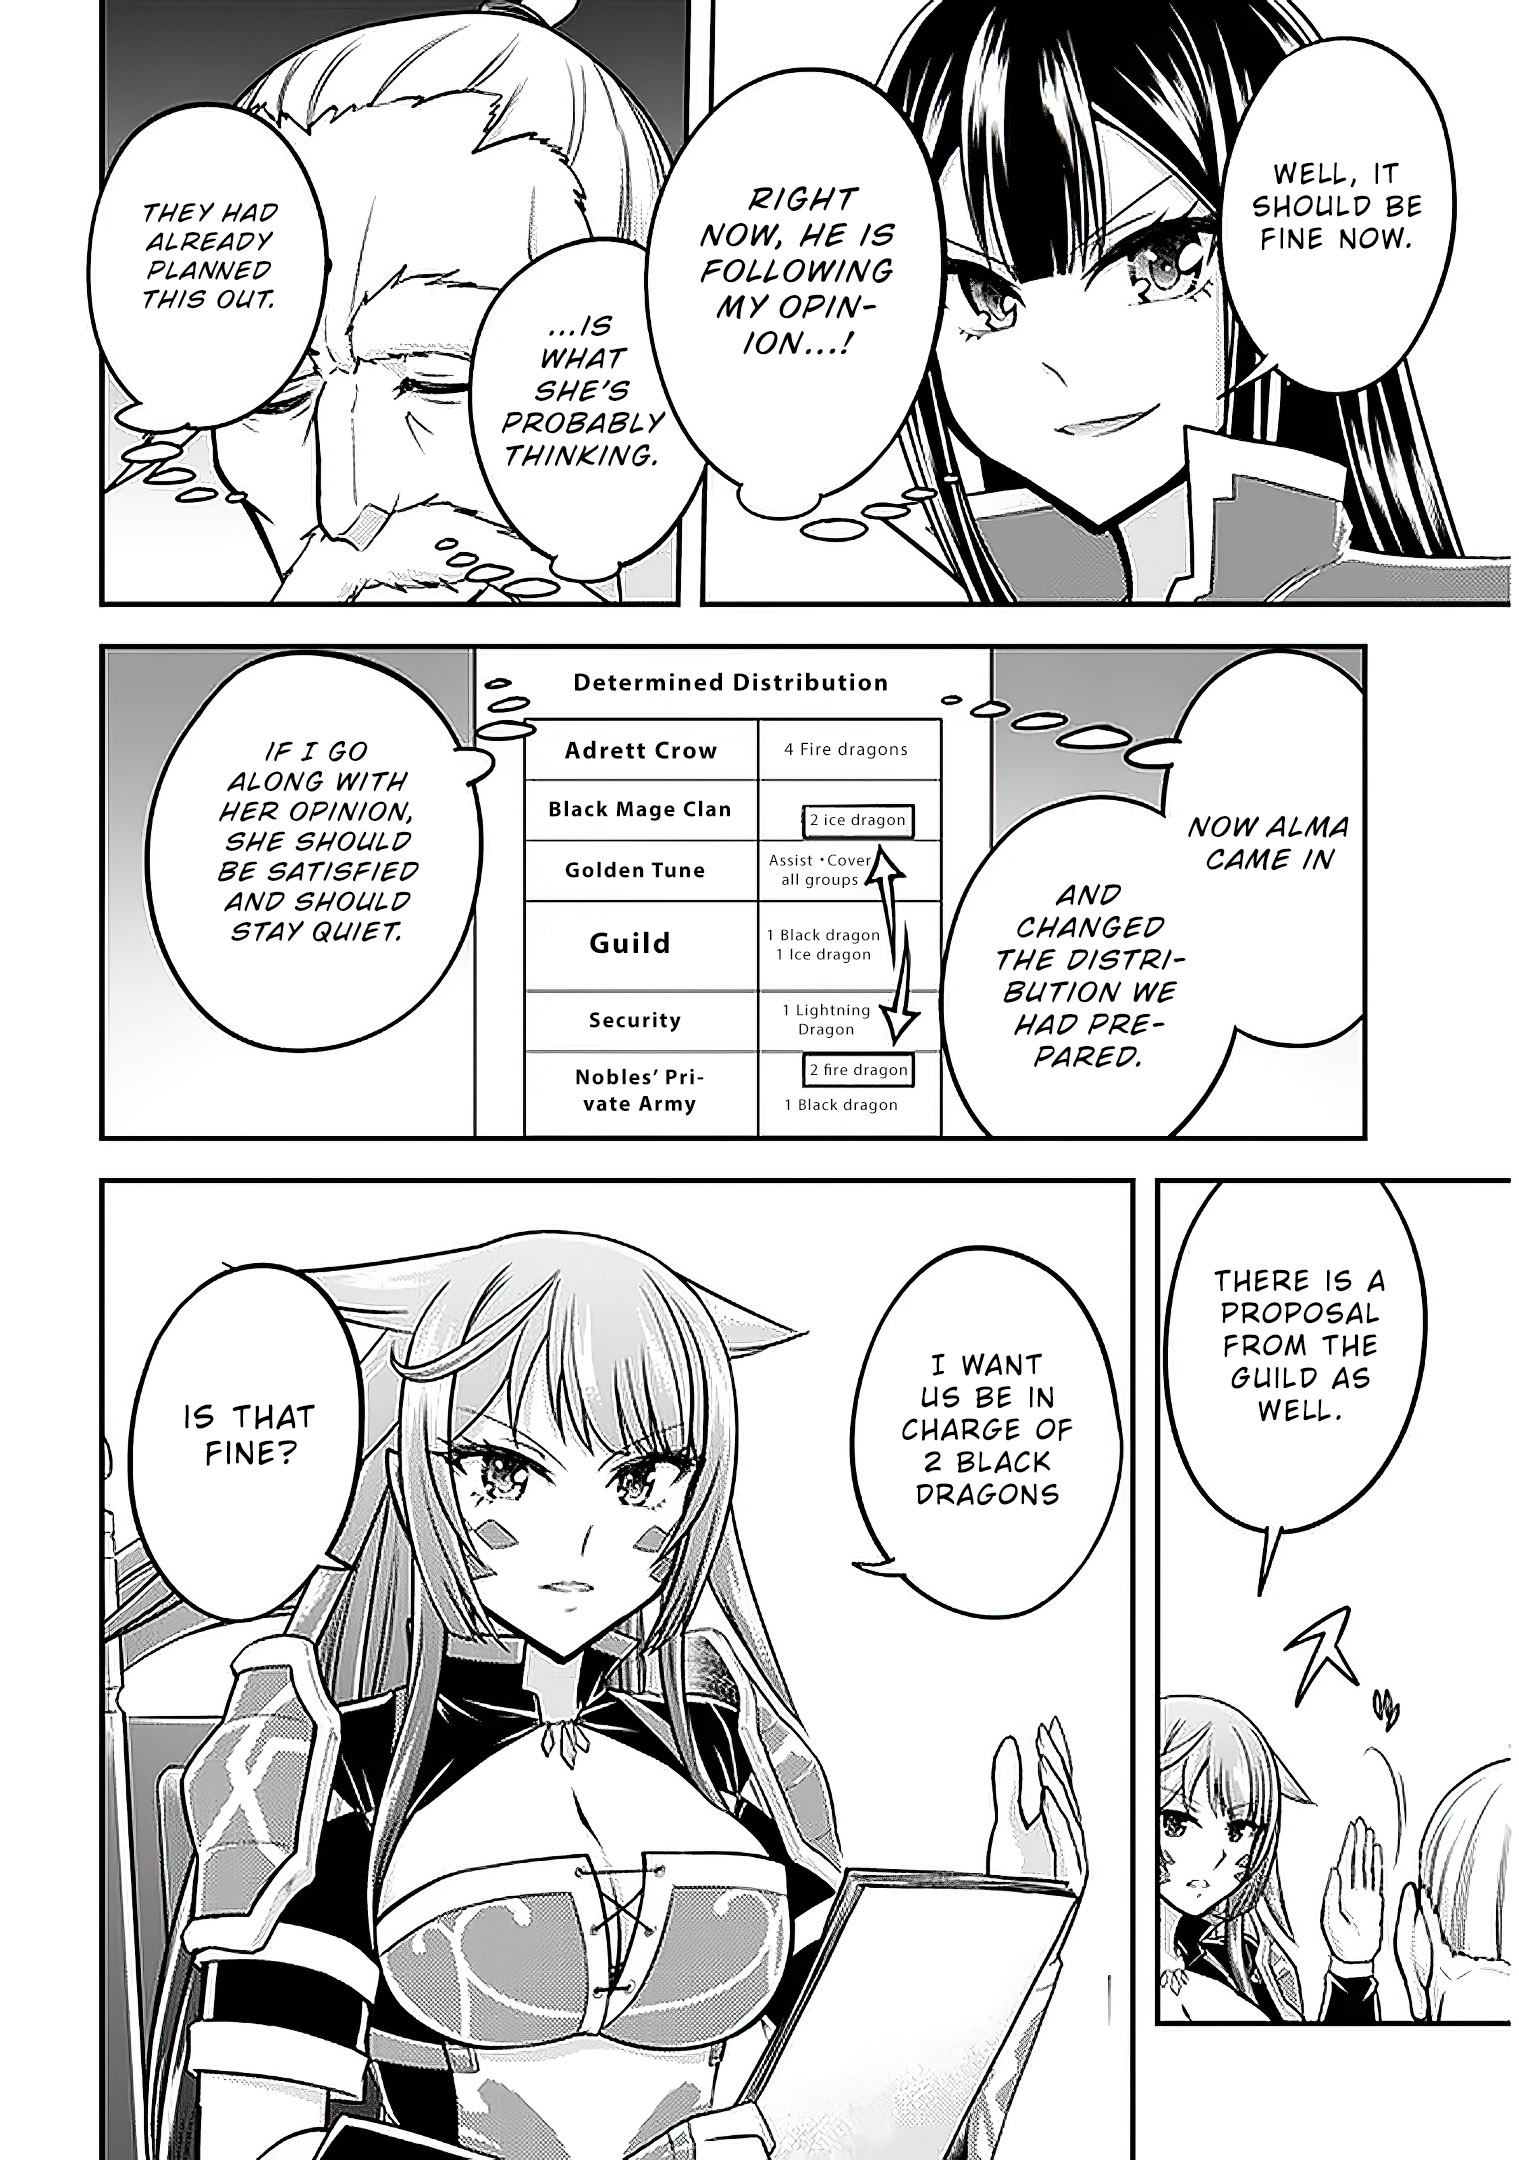 WELL, IT
SHOULD BE
FINE NOW.
RIGHT
NOW, HE IS
FOLLOWING
MY OPIN-
ION...!
...IS
WHAT
SHE'S
PROBABLY
THINKING.
THEY HAD
ALREADY
PLANNED
THIS OUT.
NOW ALMA
CAME IN
AND
CHANGED
THE DISTRI-
BUTION WE
HAD PRE-
PARED.
Determined Distribution
Adrett Crow
4 Fire dragons
Black Mage Clan
2 ice dragon
Golden Tune
Assist・Cover
all groups
Guild
1 Black dragon
1 Ice dragon
Security
1 Lightning
Dragon
Nobles' Pri-
vate Army
2 fire dragon
1 Black dragon
IF I GO
ALONG WITH
HER OPINION,
SHE SHOULD
BE SATISFIED
AND SHOULD
STAY QUIET.
THERE IS A
PROPOSAL
FROM THE
GUILD AS
WELL.
I WANT
US BE IN
CHARGE OF
2 BLACK
DRAGONS
IS THAT
FINE?